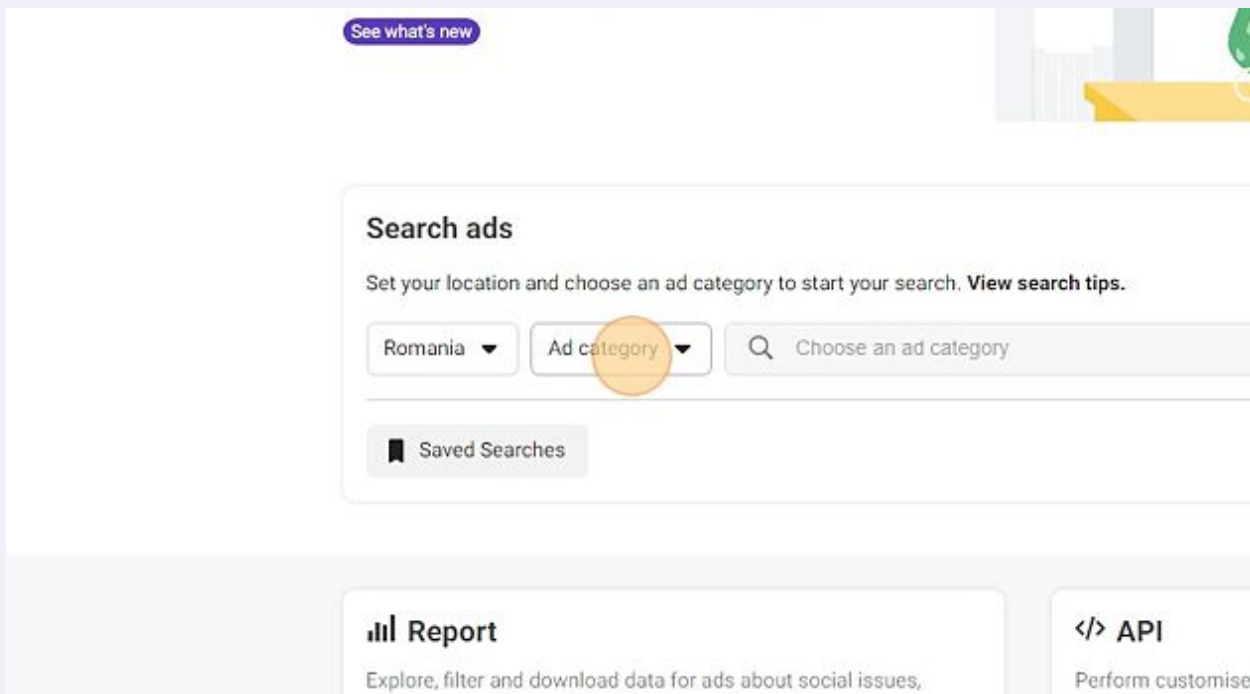 See what's new
Search ads
Set your location and choose an ad category to start your search. View search tips.
Romania
Ad category
Choose an ad category
Saved Searches
Report
Explore, filter and download data for ads about social issues,
</> API
Perform customise